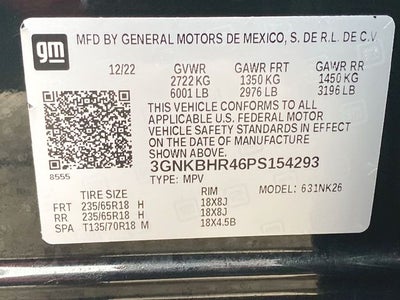 gm MFD BY GENERAL MOTORS DE MEXICO, S. DE R.L. DE C.V.
12/22 GVWR GAWR FRT GAWR RR
2722 KG 1350 KG 1450 KG
6001 LB 2976 LB 3196 LB
THIS VEHICLE CONFORMS TO ALL
APPLICABLE U.S. FEDERAL MOTOR
VEHICLE SAFETY STANDARDS IN EFFECT
ON THE DATE OF MANUFACTURE
SHOWN ABOVE.
3GNKBHR46PS154293
8555 TYPE: MPV MODEL: 631NK26
TIRE SIZE RIM
FRT 235/65R18 H 18X8J
RR 235/65R18 H 18X8J
SPA T135/70R18 M 18X4.5B